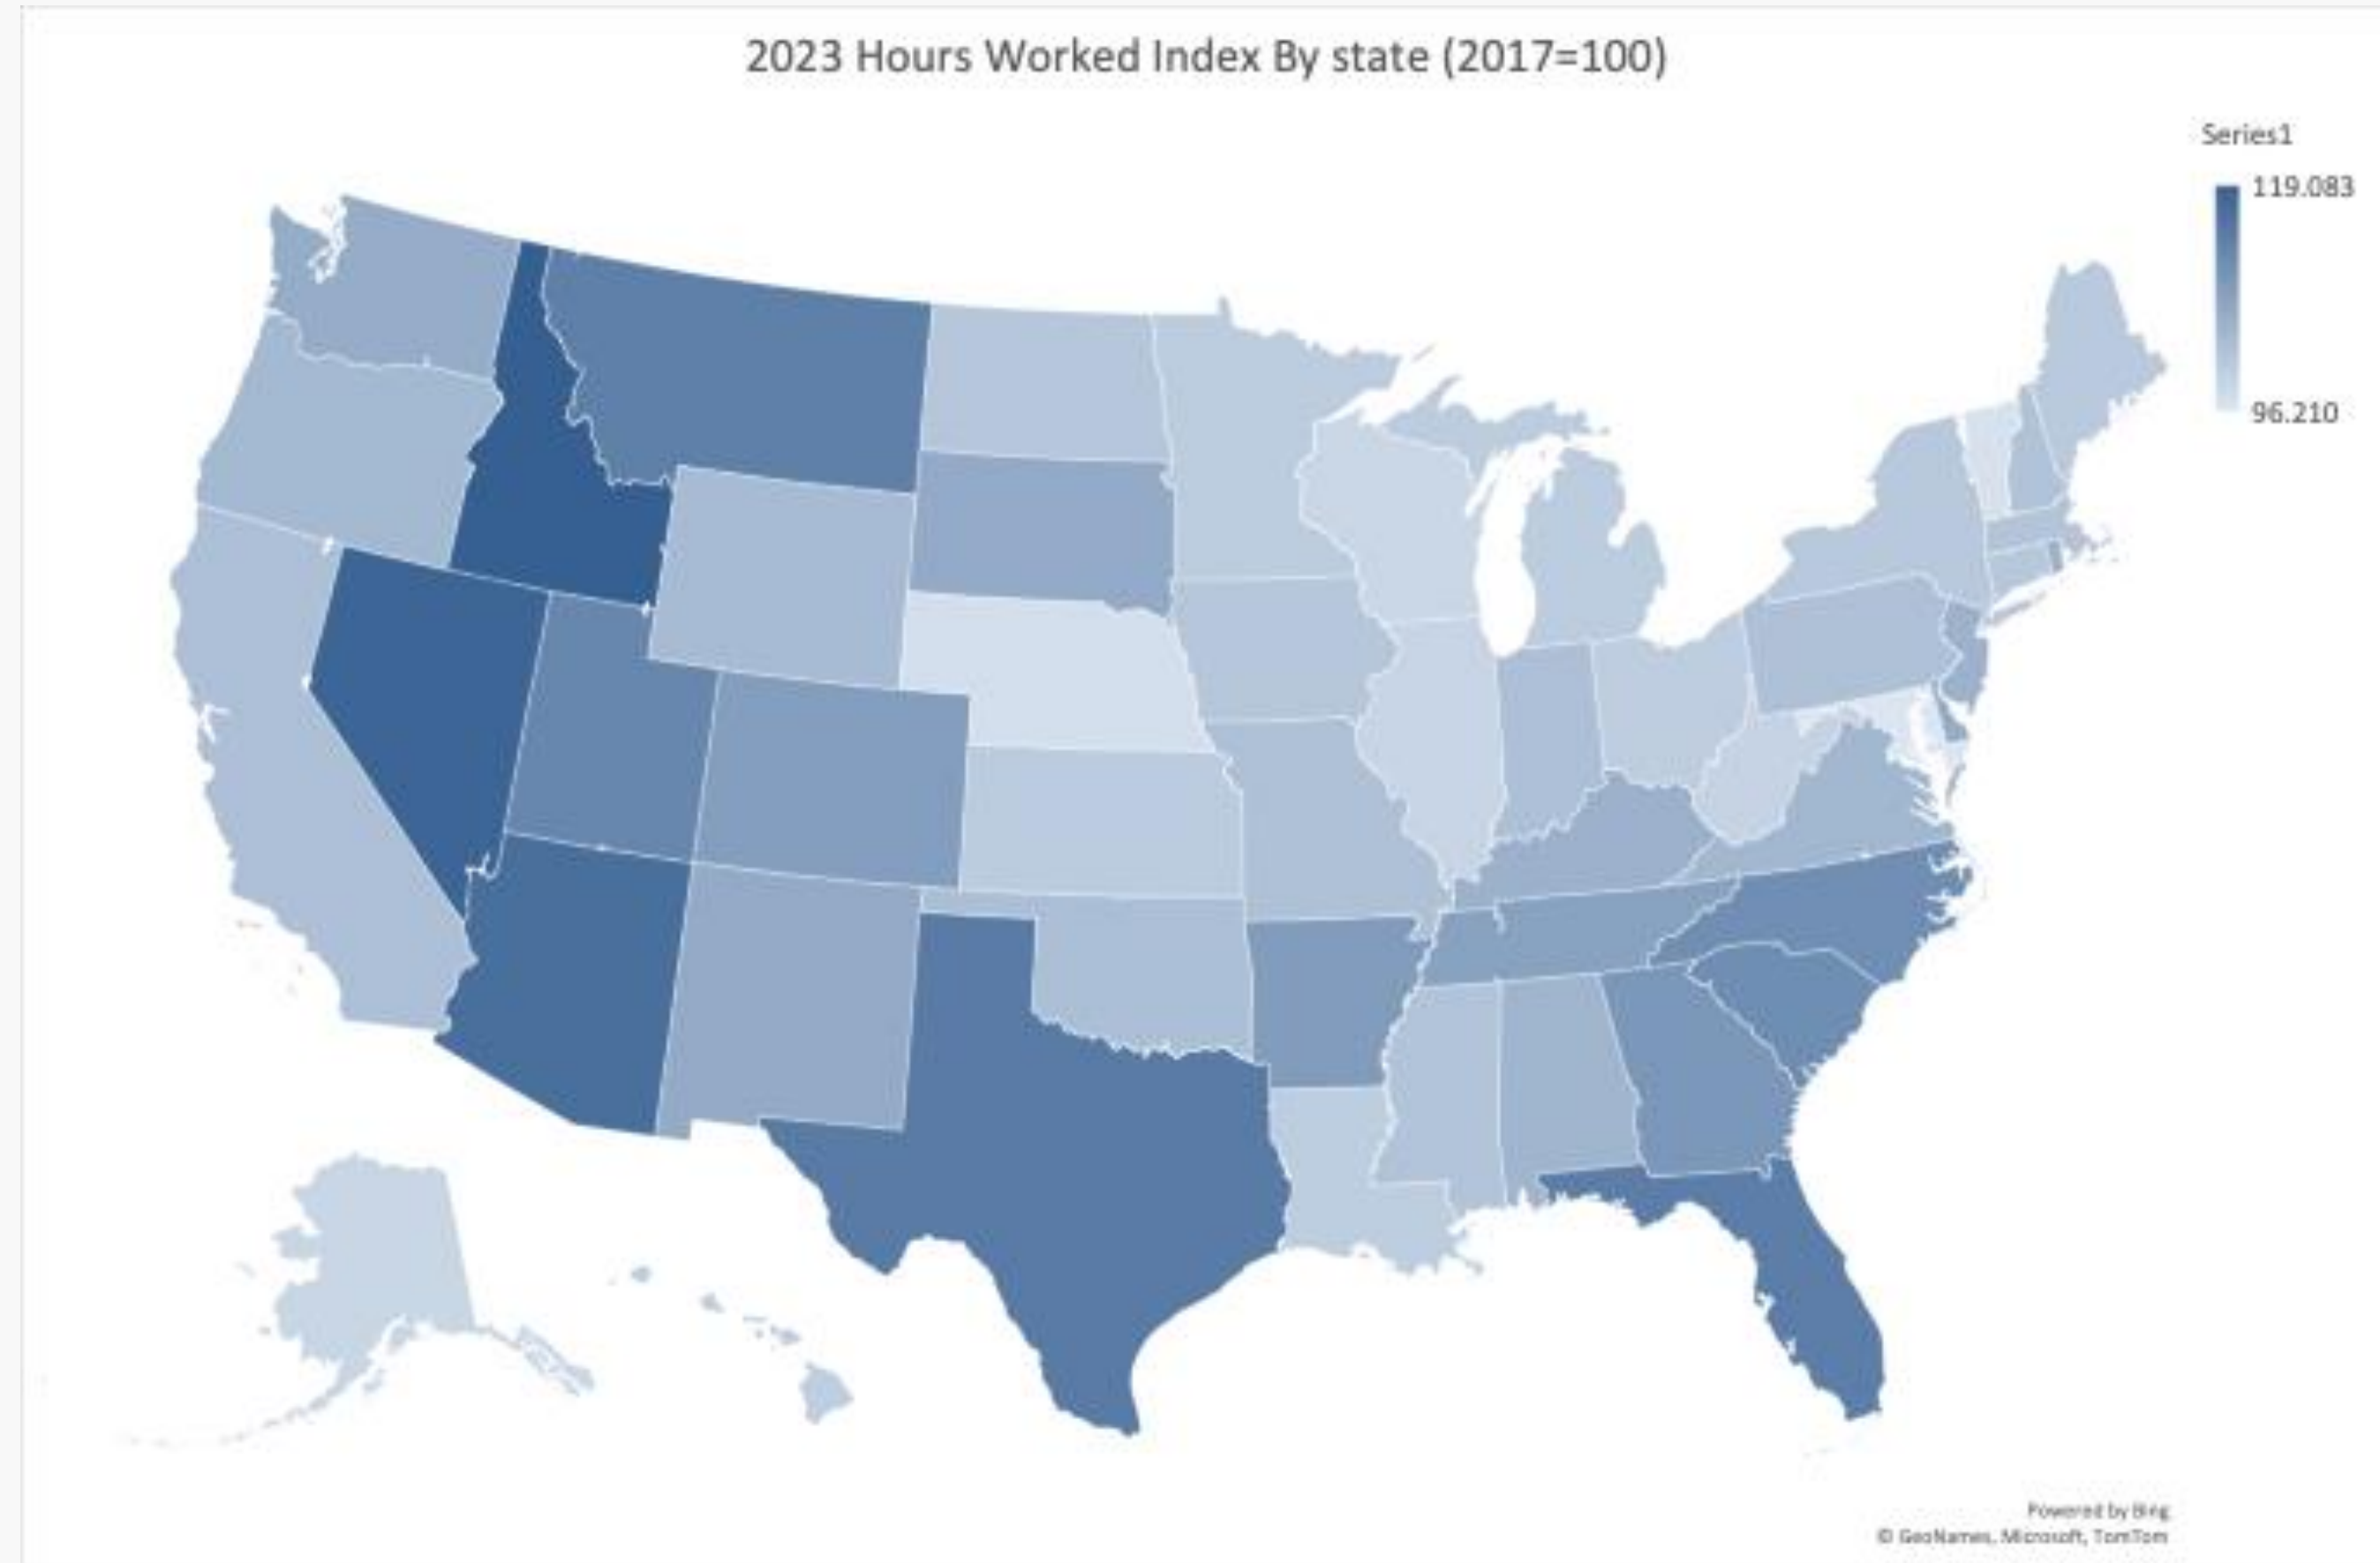 2023 Hours Worked Index By state (2017=100)
Series1
119.083
96.210
Powered by Bing
© GeoNames, Microsoft, TomTom